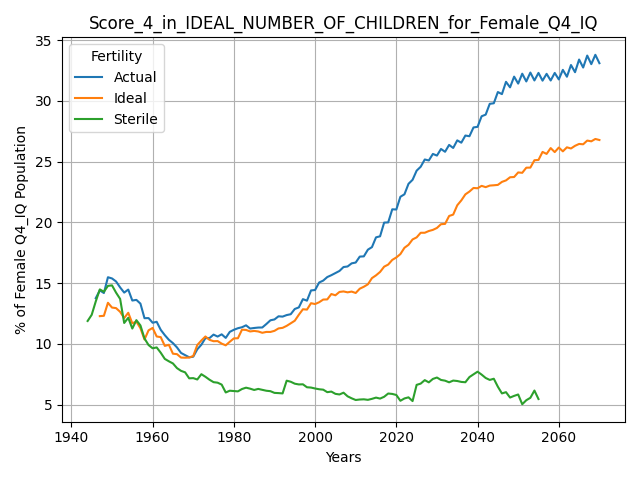 Score_4_in_IDEAL_NUMBER_OF_CHILDREN_for_Female_Q4_IQ
Fertility
Actual
Ideal
Sterile
% of Female Q4_IQ Population
35
30
25
20
15
10
5
1940 1960 1980 2000 2020 2040 2060
Years